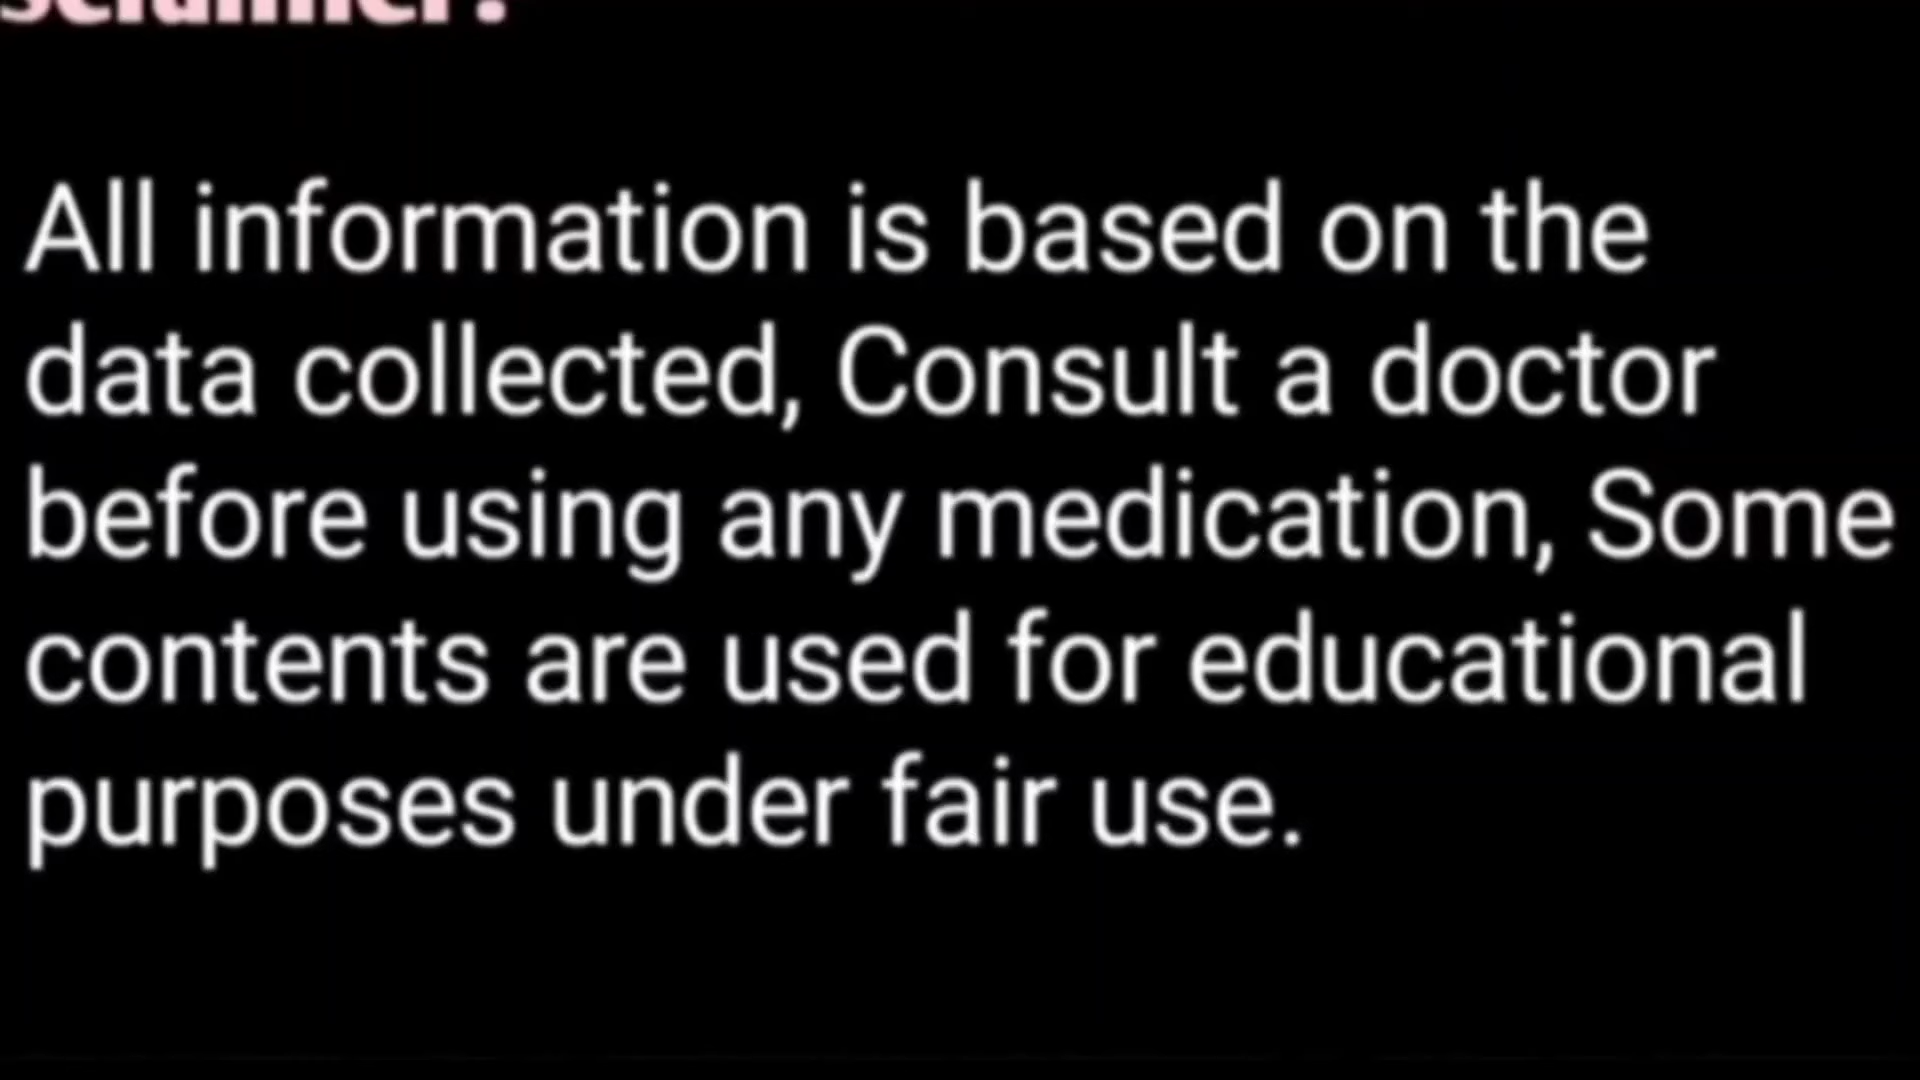 All information is based on the
data collected, Consult a doctor
before using any medication, Some
contents are used for educational
purposes under fair use.